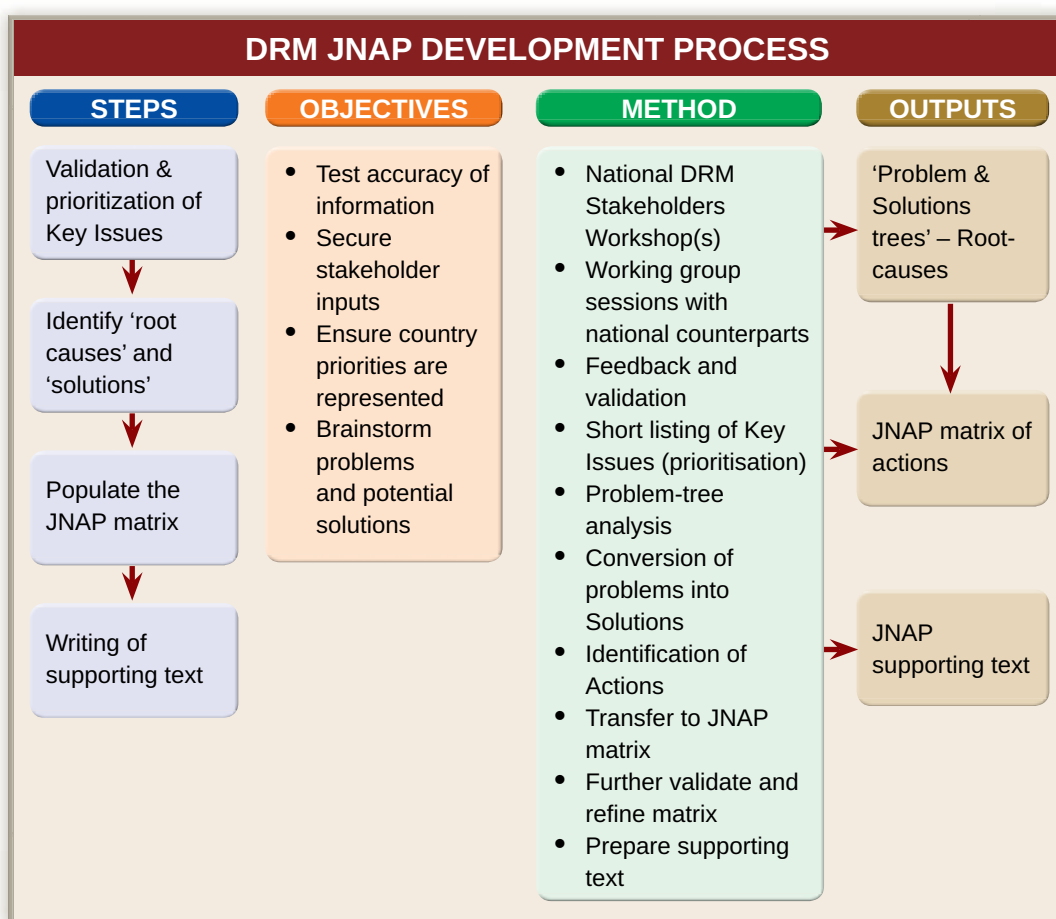 DRM JNAP DEVELOPMENT PROCESS
STEPS
Validation &
prioritization of
Key Issues
Identify ‘root
causes’ and
‘solutions’
Populate the
JNAP matrix
Writing of
supporting text
OBJECTIVES
• Test accuracy of
information
• Secure
stakeholder
inputs
• Ensure country
priorities are
represented
• Brainstorm
problems
and potential
solutions
METHOD
• National DRM
Stakeholders
Workshop(s)
• Working group
sessions with
national counterparts
• Feedback and
validation
• Short listing of Key
Issues (prioritisation)
• Problem-tree
analysis
• Conversion of
problems into
Solutions
• Identification of
Actions
• Transfer to JNAP
matrix
• Further validate and
refine matrix
• Prepare supporting
text
OUTPUTS
‘Problem &
Solutions
trees’ – Root-
causes
JNAP matrix of
actions
JNAP
supporting text